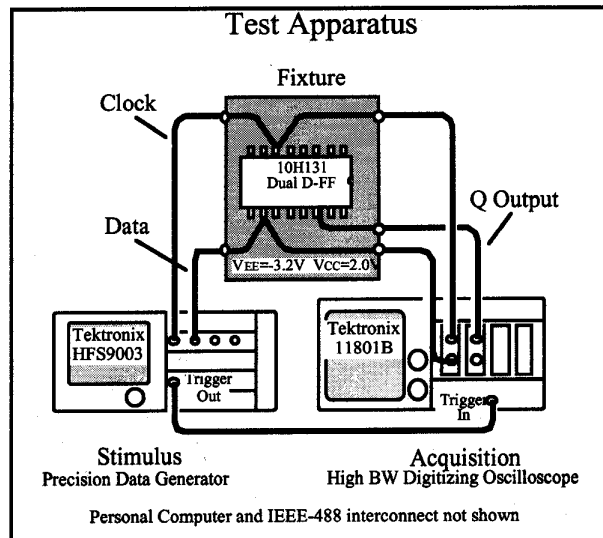 Test Apparatus
Fixture
Clock
10H131
Dual D-FF
Q Output
Data
VEE=-3.2V VCC=2.0V
Tektronix
HFS9003
Tektronix
11801B
Trigger
Out
Trigger
In
Stimulus
Precision Data Generator
Acquisition
High BW Digitizing Oscilloscope
Personal Computer and IEEE-488 interconnect not shown